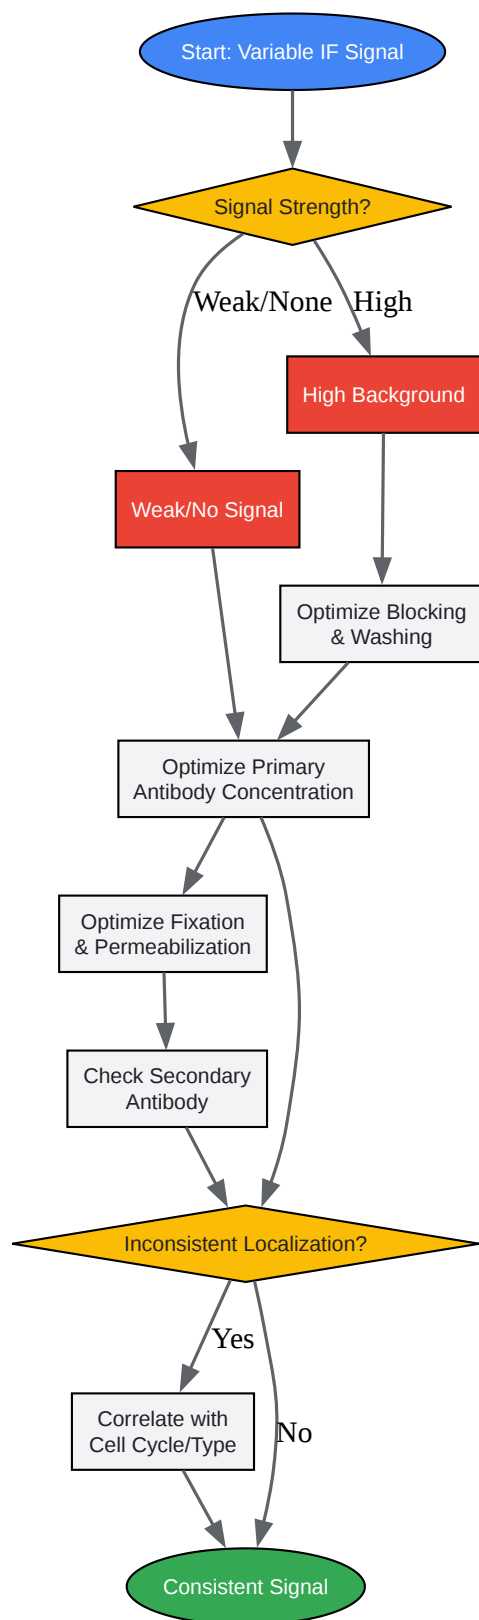 Start: Variable IF Signal
Signal Strength?
Weak/None
High
High Background
Weak/No Signal
Optimize Blocking
& Washing
Optimize Primary
Antibody Concentration
Optimize Fixation
& Permeabilization
Check Secondary
Antibody
Inconsistent Localization?
Yes
Correlate with
Cell Cycle/Type
No
Consistent Signal